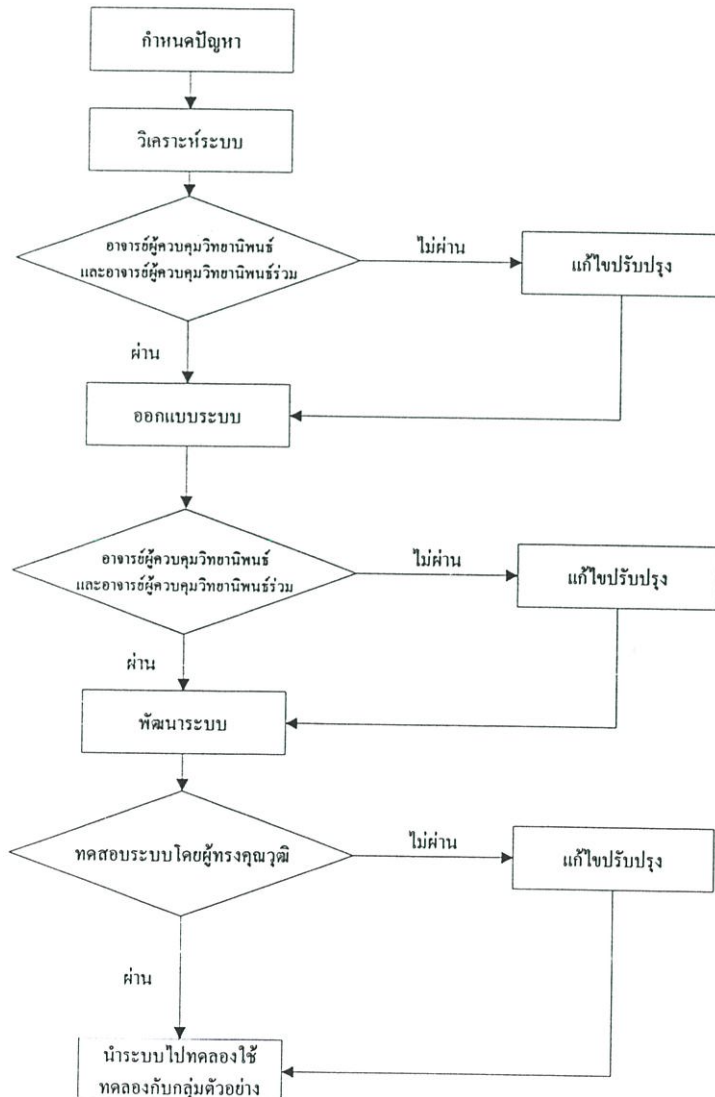 กำหนดปัญหา
วิเคราะห์ระบบ
อาจารย์ผู้ควบคุมวิทยานิพนธ์
และอาจารย์ผู้ควบคุมวิทยานิพนธ์ร่วม
ไม่ผ่าน
แก้ไขปรับปรุง
ผ่าน
ออกแบบระบบ
อาจารย์ผู้ควบคุมวิทยานิพนธ์
และอาจารย์ผู้ควบคุมวิทยานิพนธ์ร่วม
ไม่ผ่าน
แก้ไขปรับปรุง
ผ่าน
พัฒนาระบบ
ทดสอบระบบโดยผู้ทรงคุณวุฒิ
ไม่ผ่าน
แก้ไขปรับปรุง
ผ่าน
นำระบบไปทดลองใช้
ทดลองกับกลุ่มตัวอย่าง